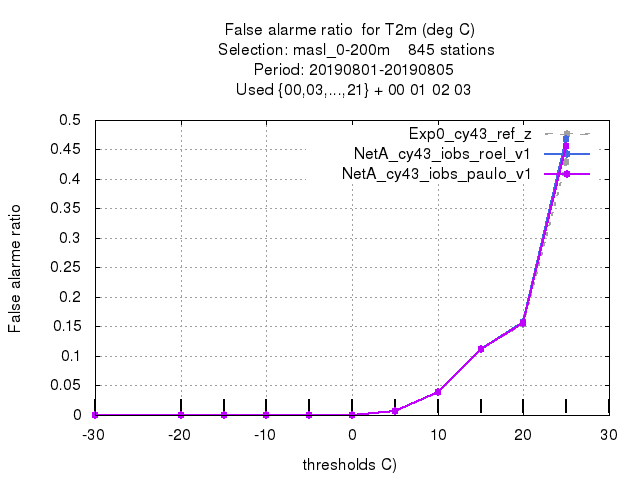 False alarme ratio  for T2m (deg C)
Selection: masl_0-200m    845 stations
Period: 20190801-20190805
Used {00,03,...,21} + 00 01 02 03
Exp0_cy43_ref_z
NetA_cy43_iobs_roel_v1
NetA_cy43_iobs_paulo_v1
False alarme ratio
0.5
0.45
0.4
0.35
0.3
0.25
0.2
0.15
0.1
0.05
0
-30 -20 -10 0 10 20 30
thresholds C)